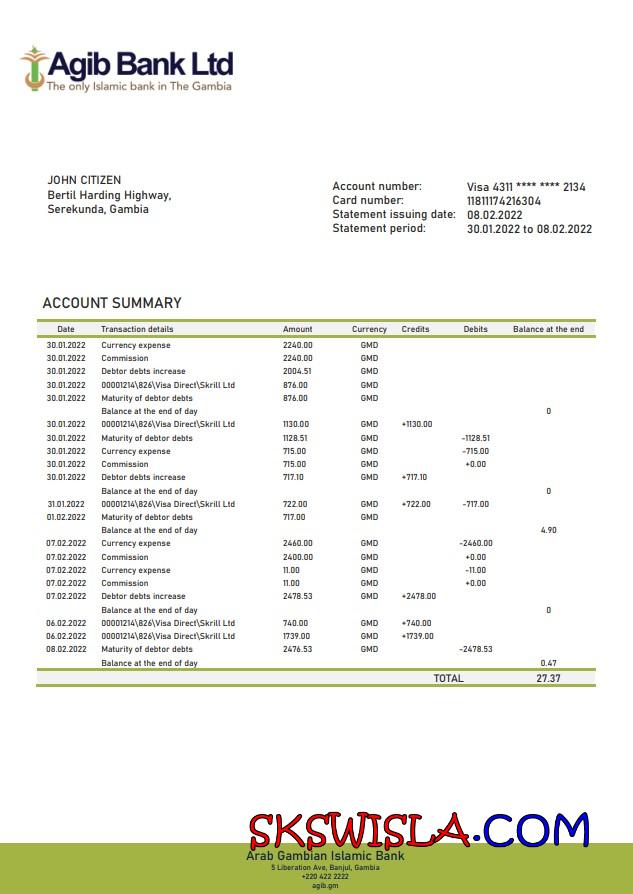 Agib Bank Ltd
The only Islamic bank in The Gambia
JOHN CITIZEN
Bertil Harding Highway,
Serekunda, Gambia
Account number: Visa 4311 **** **** 2134
Card number: 11811174216304
Statement issuing date: 08.02.2022
Statement period: 30.01.2022 to 08.02.2022
ACCOUNT SUMMARY
Date Transaction details Amount Currency Credits Debits Balance at the end
30.01.2022 Currency expense 2240.00 GMD
30.01.2022 Commission 2240.00 GMD
30.01.2022 Debtor debts increase 2004.51 GMD
30.01.2022 00001214\826\Visa Direct\Skrill Ltd 876.00 GMD
30.01.2022 Maturity of debtor debts 876.00 GMD
Balance at the end of day 0
30.01.2022 00001214\826\Visa Direct\Skrill Ltd 1130.00 GMD +1130.00
30.01.2022 Maturity of debtor debts 1128.51 GMD -1128.51
30.01.2022 Currency expense 715.00 GMD -715.00
30.01.2022 Commission 715.00 GMD +0.00
30.01.2022 Debtor debts increase 717.10 GMD +717.10
Balance at the end of day 0
31.01.2022 00001214\826\Visa Direct\Skrill Ltd 722.00 GMD +722.00 -717.00
01.02.2022 Maturity of debtor debts 717.00 GMD
Balance at the end of day 4.90
07.02.2022 Currency expense 2460.00 GMD -2460.00
07.02.2022 Commission 2400.00 GMD +0.00
07.02.2022 Currency expense 11.00 GMD -11.00
07.02.2022 Commission 11.00 GMD +0.00
07.02.2022 Debtor debts increase 2478.53 GMD +2478.00
Balance at the end of day 0
06.02.2022 00001214\826\Visa Direct\Skrill Ltd 740.00 GMD +740.00
06.02.2022 00001214\826\Visa Direct\Skrill Ltd 1739.00 GMD +1739.00
08.02.2022 Maturity of debtor debts 2476.53 GMD -2478.53
Balance at the end of day 0.47
TOTAL 27.37
SKSWISLA.COM
Arab Gambian Islamic Bank
5 Liberation Ave, Banjul, Gambia
+220 422 2222
agib.gm